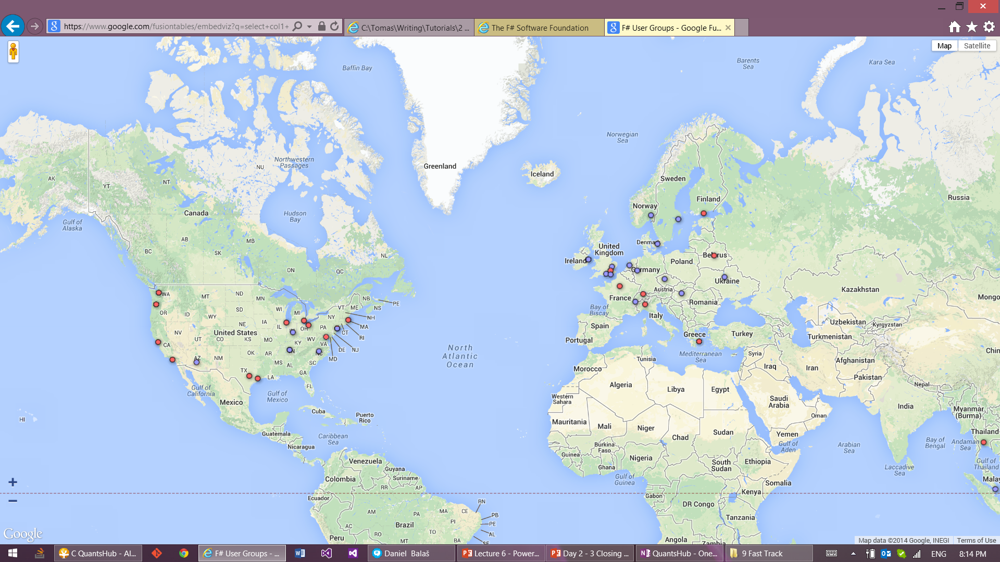 https://www.google.com/fusiontables/embedviz?q=select+col1+
C:\Tomas\Writing\Tutorials\2 ...
The F# Software Foundation
F# User Groups - Google Fu...
Map
Satellite
Baffin Bay
Barents
Sea
Kara Sea
Norwegian
Sea
Northwestern
Passages
NU
Greenland
Iceland
Sweden
AK
YT
NT
Finland
Russia
Norway
Canada
Hudson
Bay
Gulf of
Alaska
AB
MB
BC
SK
NL
ON
QC
Denmark
United
Kingdom
Ireland
Poland
Belarus
Germany
Ukraine
Austria
Kazakhstan
France
Romania
Mongo
WA
MT
ND
MN
NB
PE
OR
ID
WY
SD
WI
MI
VT
ME
NS
NY
NH
Bay of
Biscay
Italy
Uzbekistan
Kyrgyzstan
NV
UT
United States
NE
IA
IL
OH
PA
CT
MA
RI
Spain
Greece
Turkey
Turkmenistan
CA
CO
KS
MO
KY
WV
VA
DE
NJ
MD
Portugal
Mediterranean
Sea
Syria
Afghanistan
Chin
AZ
NM
OK
AR
NC
North
Atlantic
Ocean
Tunisia
Morocco
Iraq
Iran
Pakistan
TX
LA
MS
AL
GA
SC
FL
Algeria
Libya
Egypt
Nepal
Gulf of
California
Gulf of
Mexico
Mexico
Western
Sahara
Saudi
Arabia
India
Myanmar
(Burma)
HI
Cuba
Puerto
Rico
Mauritania
Mali
Niger
Chad
Sudan
Oman
Yemen
Thailand
Guatemala
Caribbean
Sea
Nicaragua
Burkina
Faso
Guinea
Ghana
Nigeria
South
Sudan
Ethiopia
Gulf of
Aden
Arabian
Sea
Bay of
Bengal
Andaman
Sea
Venezuela
Guyana
Suriname
Colombia
Gulf of
Guinea
Somalia
Laccadive
Sea
Gulf of
Thailand
Malay
RR
AP
Ecuador
Gabon
Kenya
DR Congo
Tanzania
RN
AM
PA
MA
CE
PB
PE
AL
SE
Peru
AC
RO
Brazil
MT
TO
PI
BA
Angola
Zambia
Google
Map data ©2014 Google, INEGI
Terms of Use
C QuantsHub - Al...
F# User Groups - ...
Daniel Balaš
Lecture 6 - Power...
Day 2 - 3 Closing ...
QuantsHub - One...
9 Fast Track
ENG
8:14 PM